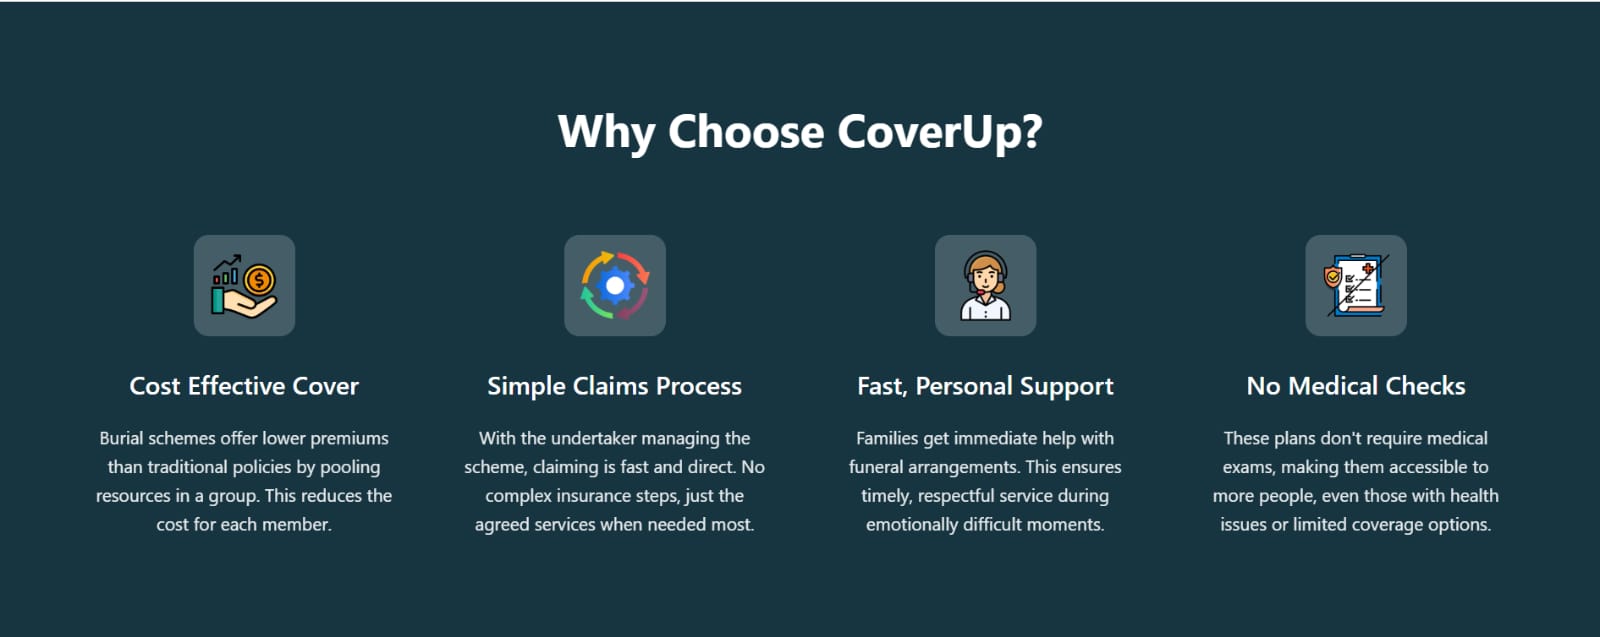 Why Choose CoverUp?
Cost Effective Cover
Burial schemes offer lower premiums
than traditional policies by pooling
resources in a group. This reduces the
cost for each member.
Simple Claims Process
With the undertaker managing the
scheme, claiming is fast and direct. No
complex insurance steps, just the
agreed services when needed most.
Fast, Personal Support
Families get immediate help with
funeral arrangements. This ensures
timely, respectful service during
emotionally difficult moments.
No Medical Checks
These plans don't require medical
exams, making them accessible to
more people, even those with health
issues or limited coverage options.